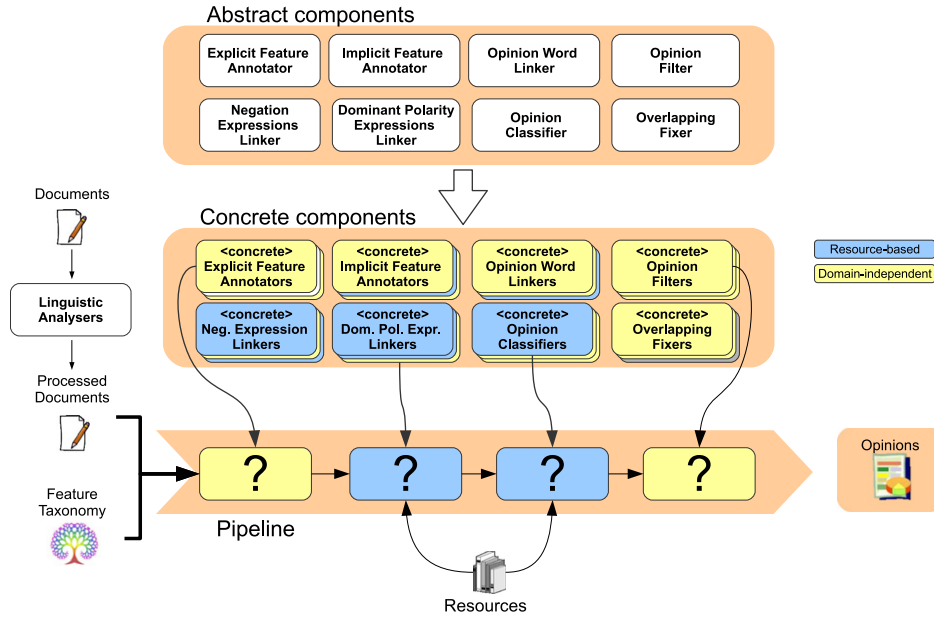 Abstract components
Explicit Feature
Annotator
Implicit Feature
Annotator
Opinion Word
Linker
Opinion
Filter
Negation
Expressions
Linker
Dominant Polarity
Expressions
Linker
Opinion
Classifier
Overlapping
Fixer
Documents
Linguistic
Analysers
Processed
Documents
Feature
Taxonomy
Concrete components
<concrete>
Explicit Feature
Annotators
<concrete>
Implicit Feature
Annotators
<concrete>
Opinion Word
Linkers
<concrete>
Opinion
Filters
<concrete>
Neg. Expression
Linkers
<concrete>
Dom. Pol. Expr.
Linkers
<concrete>
Opinion
Classifiers
<concrete>
Overlapping
Fixers
Resource-based
Domain-independent
?
?
?
?
Pipeline
Opinions
Resources